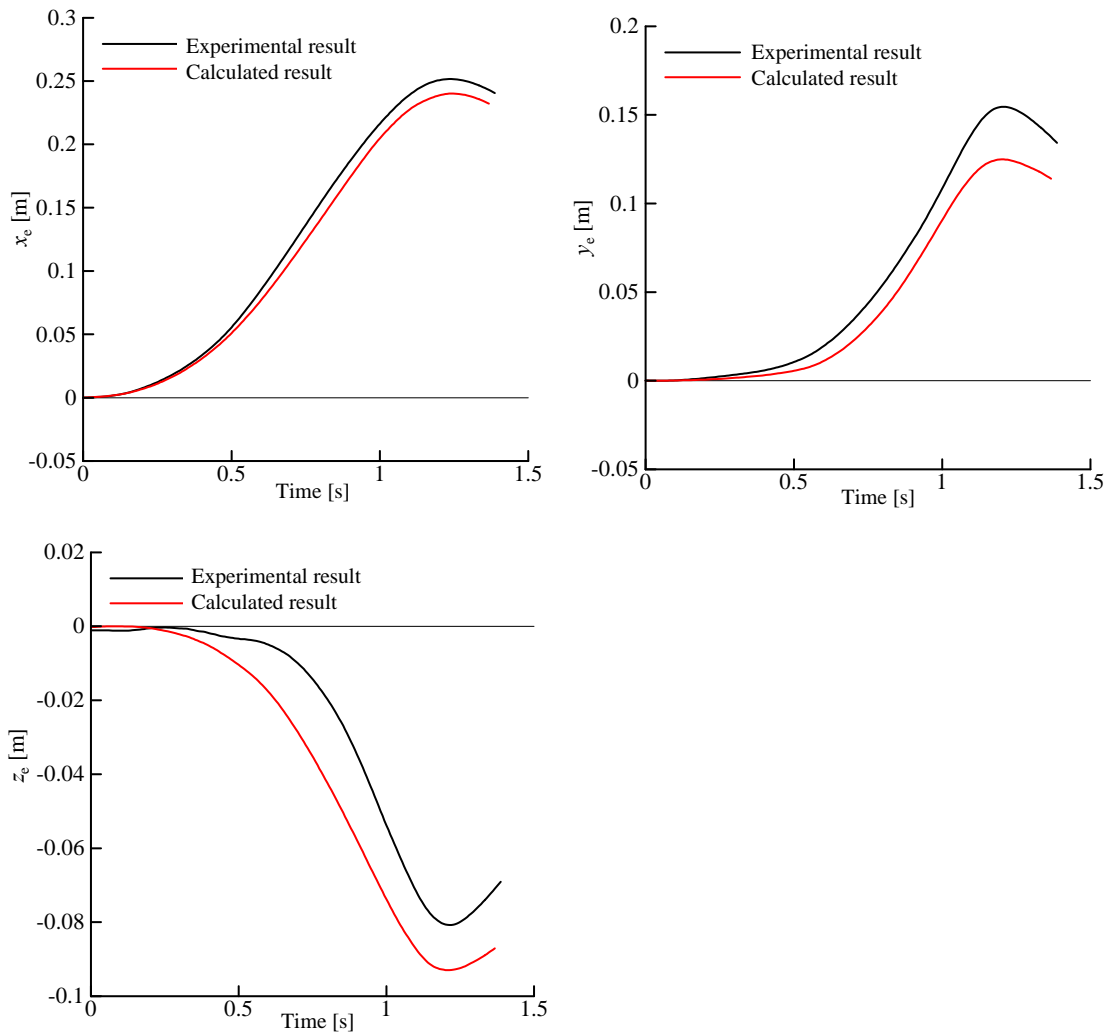 0.3
Experimental result
Calculated result
0.25
0.2
0.15
x_e [m]
0.1
0.05
0
-0.05
0
0.5
1
1.5
Time [s]
0.2
Experimental result
Calculated result
0.15
0.1
y_e [m]
0.05
0
-0.05
0
0.5
1
1.5
Time [s]
0.02
Experimental result
Calculated result
0
-0.02
-0.04
z_e [m]
-0.06
-0.08
-0.1
0
0.5
1
1.5
Time [s]